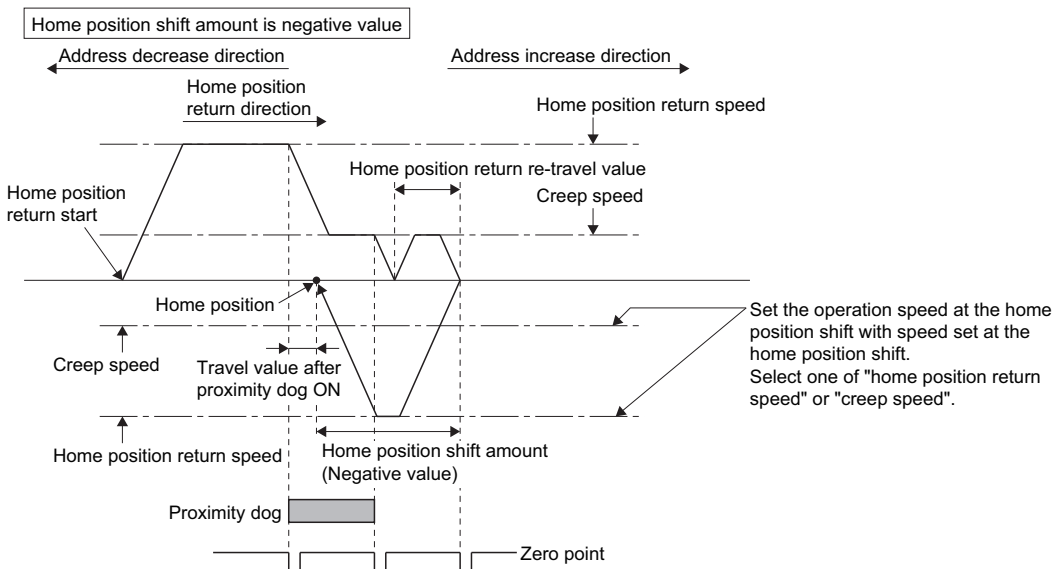 Home position shift amount is negative value
Address decrease direction
Address increase direction
Home position
return direction
Home position return speed
Home position return re-travel value
Creep speed
Home position
return start
Home position
Set the operation speed at the home
position shift with speed set at the
home position shift.
Select one of "home position return
speed" or "creep speed".
Creep speed
Travel value after
proximity dog ON
Home position return speed
Home position shift amount
(Negative value)
Proximity dog
Zero point